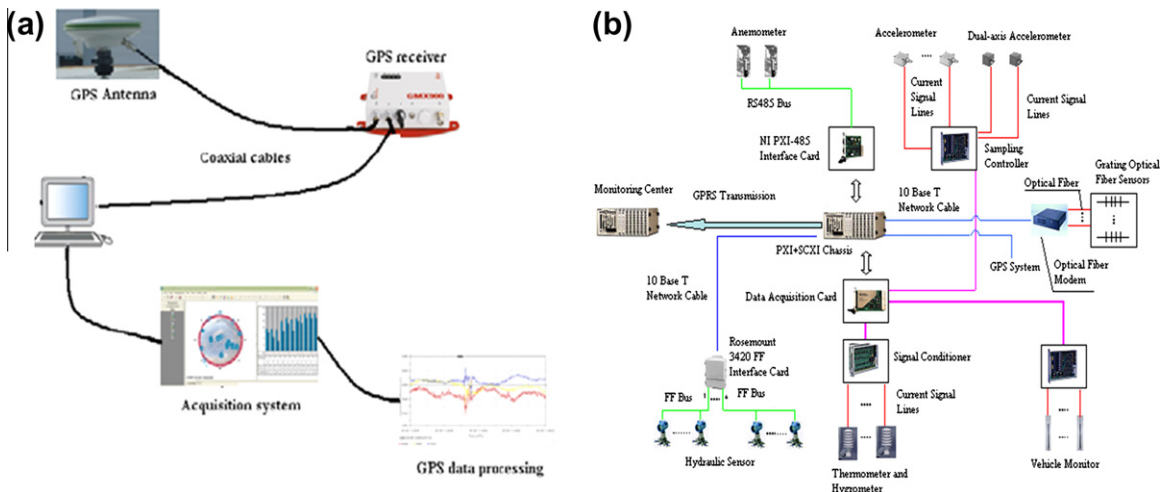 (a)
GPS Antenna
GPS receiver
GMX900
Coaxial cables
Acquisition system
GPS data processing
(b)
Anemometer
RS485 Bus
NI PXI-485
Interface Card
Accelerometer
Dual-axis Accelerometer
Current
Signal
Lines
Current Signal
Lines
Sampling
Controller
Grating Optical
Fiber Sensors
Optical Fiber
10 Base T
Network Cable
Monitoring Center
GPRS Transmission
PXI+SCXI Chassis
GPS System
Optical Fiber
Modem
10 Base T
Network Cable
Data Acquisition Card
Rosemount
3420 FF
Interface Card
Signal Conditioner
FF Bus
FF Bus
Current Signal
Lines
Hydraulic Sensor
Thermometer and
Hygrometer
Vehicle Monitor